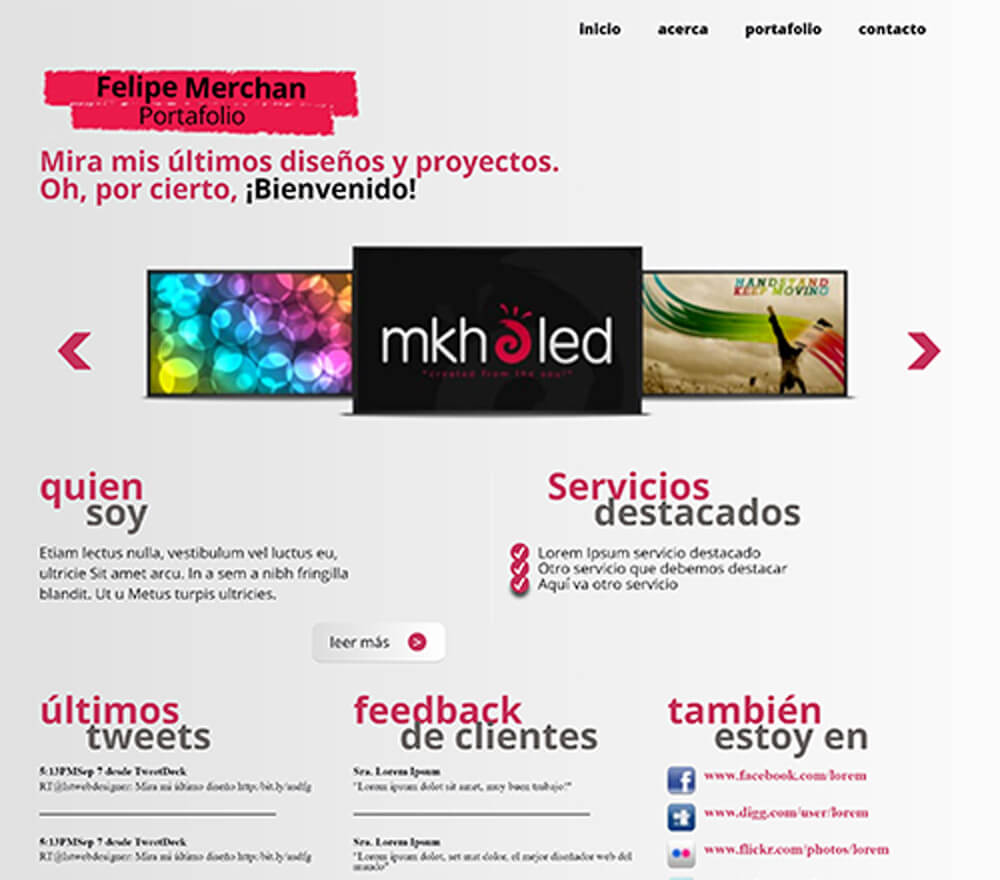 inicio acerca portafolio contacto
Felipe Merchan
Portafolio
Mira mis últimos diseños y proyectos.
Oh, por cierto, ¡Bienvenido!
HANDSTAND
KEEP MOVING
mkhaled
"created from the soul"
quien
soy
Etiam lectus nulla, vestibulum vel luctus eu,
ultricie Sit amet arcu. In a sem a nibh fringilla
blandit. Ut u Metus turpis ultricies.
leer más >
Servicios
destacados
Lorem Ipsum servicio destacado
Otro servicio que debemos destacar
Aquí va otro servicio
últimos
tweets
5:13PMSep 7 desde TweetDeck
RT@1stwebdesigner: Mira mi último diseño http:/bit.ly/asdfg
5:13PMSep 7 desde TweetDeck
RT@1stwebdesigner: Mira mi último diseño http:/bit.ly/asdfg
feedback
de clientes
Sra. Lorem Ipsum
"Lorem ipsum dolot sit amet, muy buen trabajo!"
Sra. Lorem Ipsum
"Lorem ipsum dolot, set mat dolor, el mejor diseñador web del
mundo"
también
estoy en
www.facebook.com/lorem
www.digg.com/user/lorem
www.flickr.com/photos/lorem